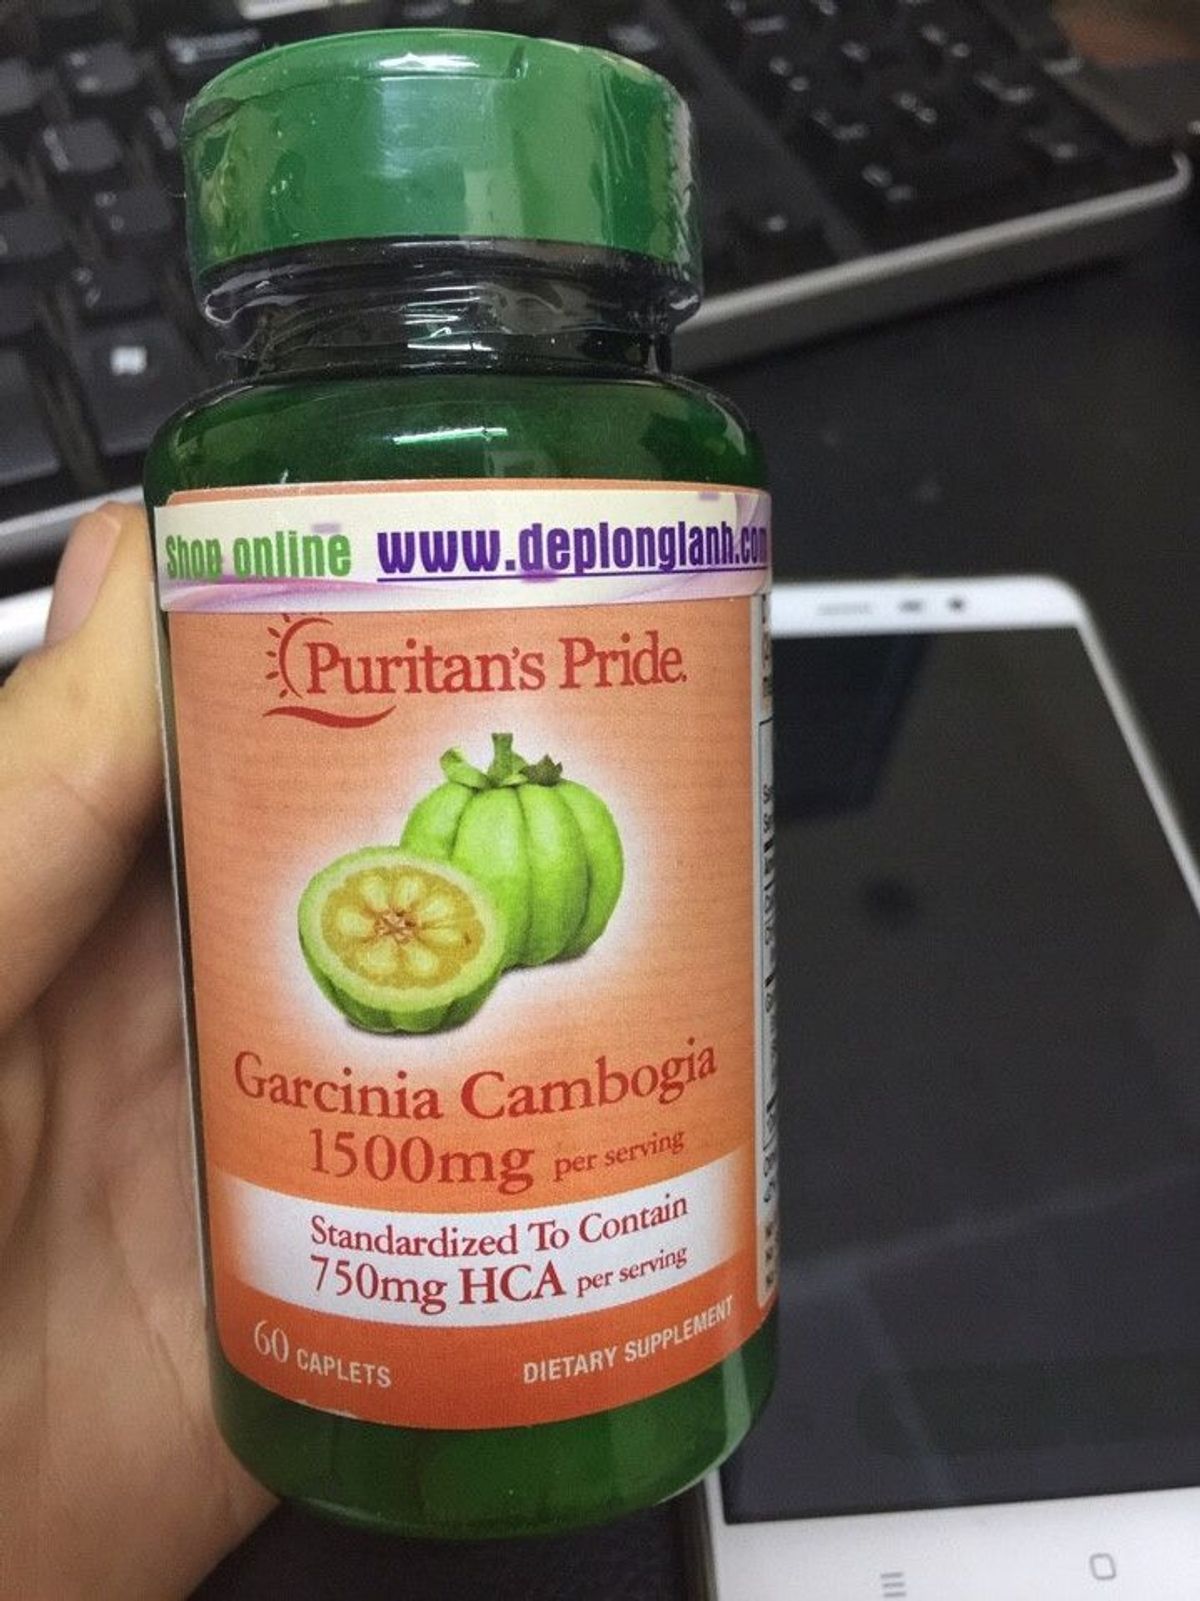 Shop online www.deplonglanh.com
Puritan's Pride.
Garcinia Cambogia
1500mg per serving
Standardized To Contain
750mg HCA per serving
60 CAPLETS
DIETARY SUPPLEMENT